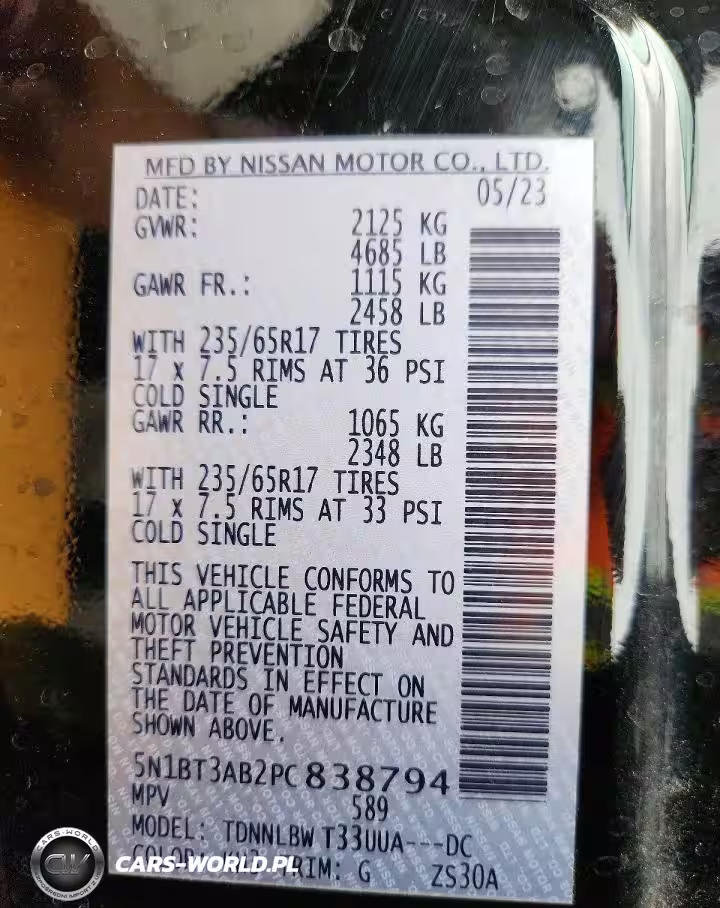 MFD BY NISSAN MOTOR CO., LTD.
DATE: 05/23
GVWR: 2125 KG
4685 LB
GAWR FR.: 1115 KG
2458 LB
WITH 235/65R17 TIRES
17 x 7.5 RIMS AT 36 PSI
COLD SINGLE
GAWR RR.: 1065 KG
2348 LB
WITH 235/65R17 TIRES
17 x 7.5 RIMS AT 33 PSI
COLD SINGLE
THIS VEHICLE CONFORMS TO
ALL APPLICABLE FEDERAL
MOTOR VEHICLE SAFETY AND
THEFT PREVENTION
STANDARDS IN EFFECT ON
THE DATE OF MANUFACTURE
SHOWN ABOVE.
5N1BT3AB2PC838794
MPV 589
MODEL: TDNNLBW T33UUA---DC
G ZS30A
CARS-WORLD
CARS-WORLD.PL